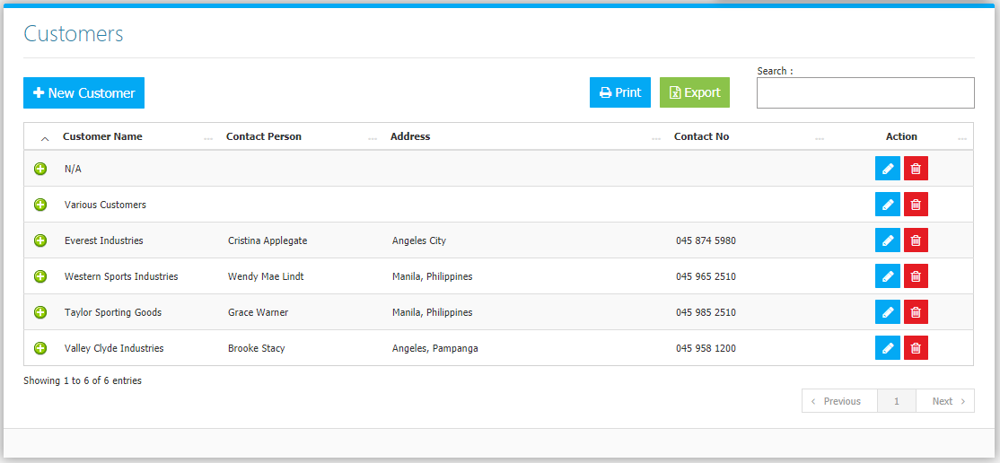 Customers
New Customer
Print
Export
Search :
Customer Name Contact Person Address Contact No Action
N/A
Various Customers
Everest Industries Cristina Applegate Angeles City 045 874 5980
Western Sports Industries Wendy Mae Lindt Manila, Philippines 045 965 2510
Taylor Sporting Goods Grace Warner Manila, Philippines 045 985 2510
Valley Clyde Industries Brooke Stacy Angeles, Pampanga 045 958 1200
Showing 1 to 6 of 6 entries
Previous 1 Next